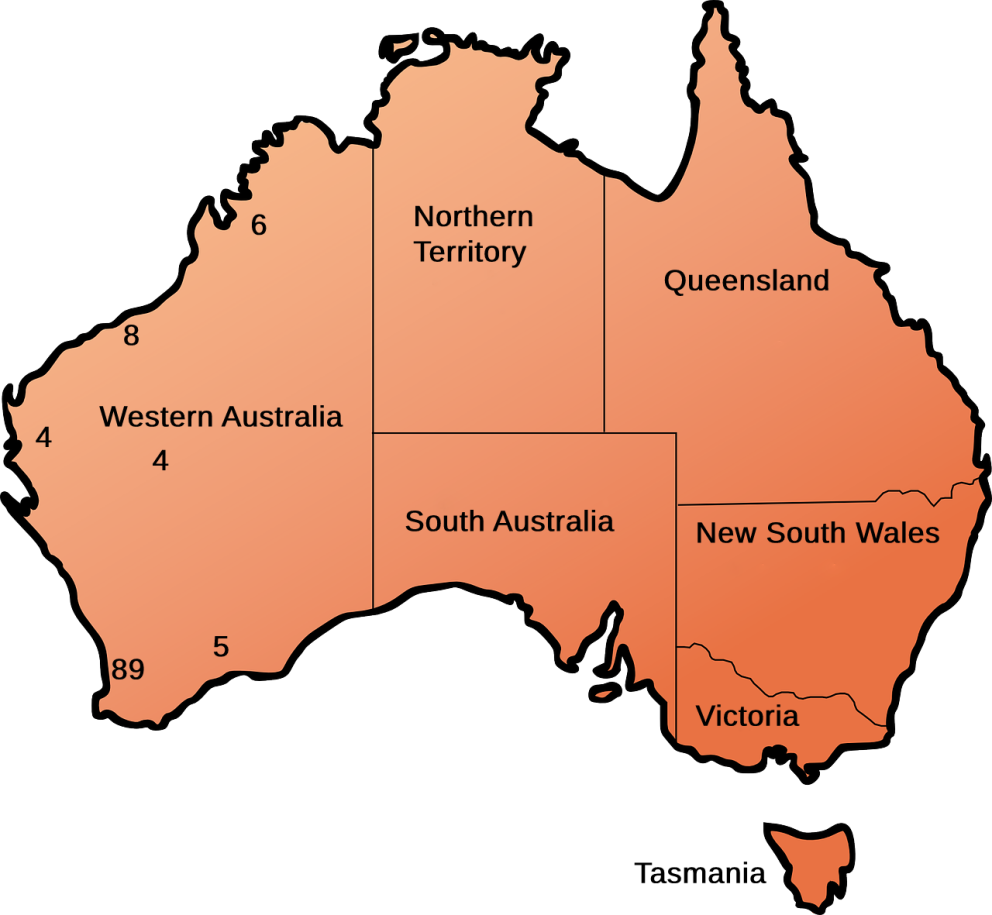 6
Northern
Territory
Queensland
8
Western Australia
4
4
South Australia
New South Wales
5
89
Victoria
Tasmania